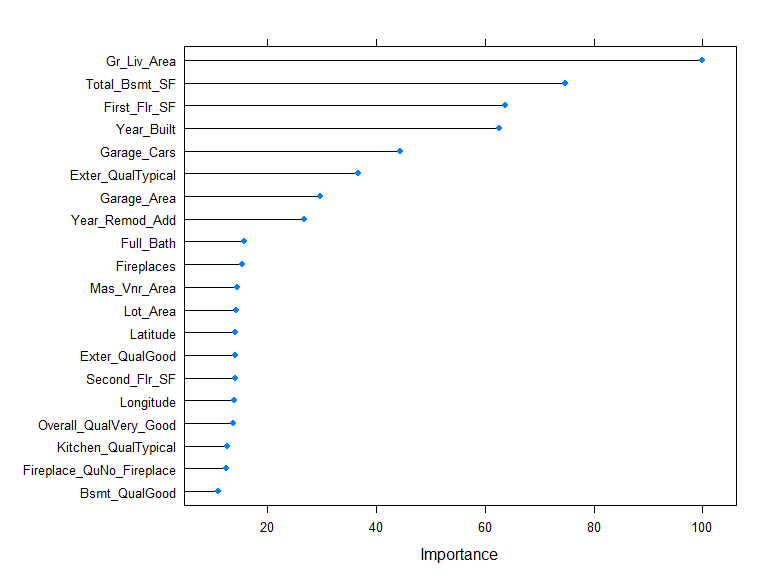 Gr_Liv_Area
Total_Bsmt_SF
First_Flr_SF
Year_Built
Garage_Cars
Exter_QualTypical
Garage_Area
Year_Remod_Add
Full_Bath
Fireplaces
Mas_Vnr_Area
Lot_Area
Latitude
Exter_QualGood
Second_Flr_SF
Longitude
Overall_QualVery_Good
Kitchen_QualTypical
Fireplace_QuNo_Fireplace
Bsmt_QualGood
20 40 60 80 100
Importance